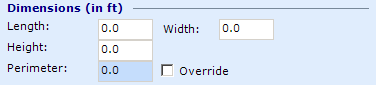 Dimensions (in ft)
Length: 0.0 Width: 0.0
Height: 0.0
Perimeter: 0.0 Override